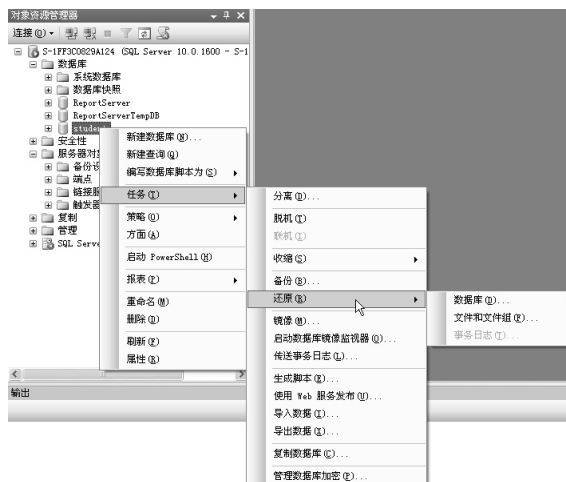 对象资源管理器
连接(O)
S-1FF3C0829A124 (SQL Server 10.0.1600 - S-1
数据库
系统数据库
数据库快照
ReportServer
ReportServerTempDB
student
安全性
服务器对
备份设
端点
链接服
触发器
复制
管理
SQL Serve
新建数据库(N)...
新建查询(Q)
编写数据库脚本为(S)
任务(T)
策略(O)
方面(A)
启动 PowerShell(H)
报表(P)
重命名(M)
删除(D)
刷新(F)
属性(R)
分离(D)...
脱机(T)
联机(I)
收缩(S)
备份(B)...
还原(R)
镜像(M)...
启动数据库镜像监视器(O)...
传送事务日志(L)...
生成脚本(E)...
使用 Web 服务发布(U)...
导入数据(I)...
导出数据(X)...
复制数据库(C)...
管理数据库加密(P)...
数据库(D)...
文件和文件组(F)...
事务日志(T)...
输出